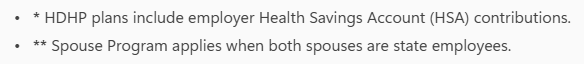 • * HDHP plans include employer Health Savings Account (HSA) contributions.
• ** Spouse Program applies when both spouses are state employees.